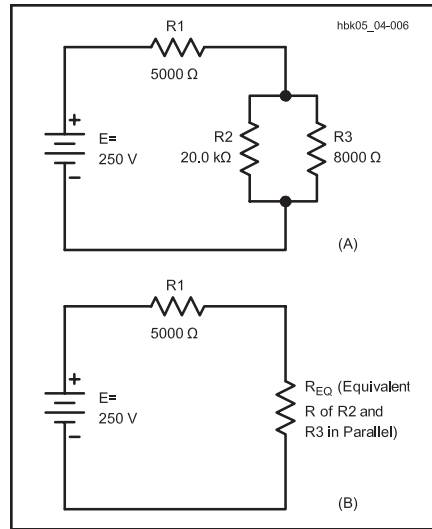 hbk05_04-006
R1
5000 Ω
+
E=
250 V
–
R2
20.0 kΩ
R3
8000 Ω
(A)
R1
5000 Ω
+
E=
250 V
–
REQ (Equivalent
R of R2 and
R3 in Parallel)
(B)